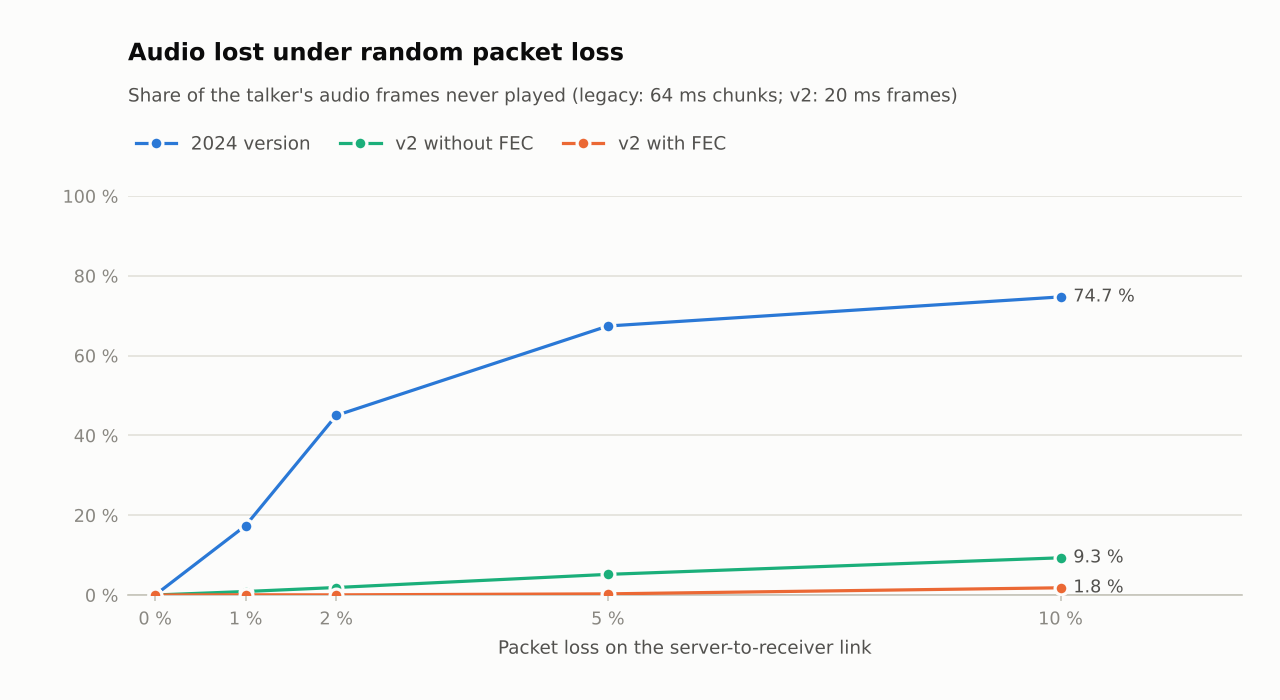 Audio lost under random packet loss
Share of the talker's audio frames never played (legacy: 64 ms chunks; v2: 20 ms frames)
2024 version v2 without FEC v2 with FEC
100 %
80 %
74.7 %
60 %
40 %
20 %
9.3 %
1.8 %
0 %
0 % 1 % 2 % 5 % 10 %
Packet loss on the server-to-receiver link